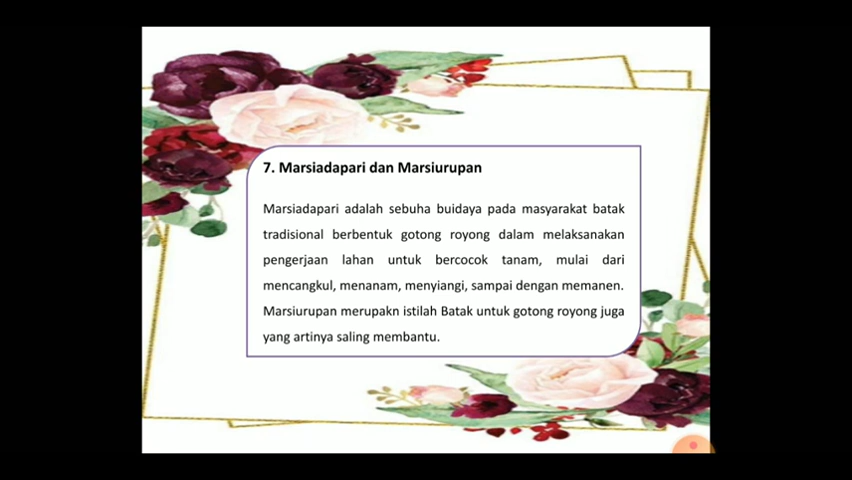 7. Marsiadapari dan Marsiurupan
Marsiadapari adalah sebuha buidaya pada masyarakat batak
tradisional berbentuk gotong royong dalam melaksanakan
pengerjaan lahan untuk bercocok tanam, mulai dari
mencangkul, menanam, menyiangi, sampai dengan memanen.
Marsiurupan merupakn istilah Batak untuk gotong royong juga
yang artinya saling membantu.